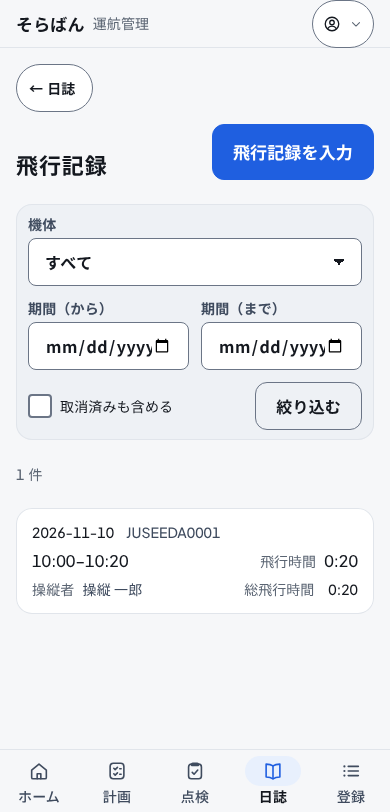 そらばん 運航管理
← 日誌
飛行記録
飛行記録を入力
機体
すべて
期間（から） 期間（まで）
mm/dd/yyyy mm/dd/yyyy
取消済みも含める 絞り込む
1 件
2026-11-10 JUSEEDA0001
10:00–10:20 飛行時間 0:20
操縦者 操縦 一郎 総飛行時間 0:20
ホーム 計画 点検 日誌 登録